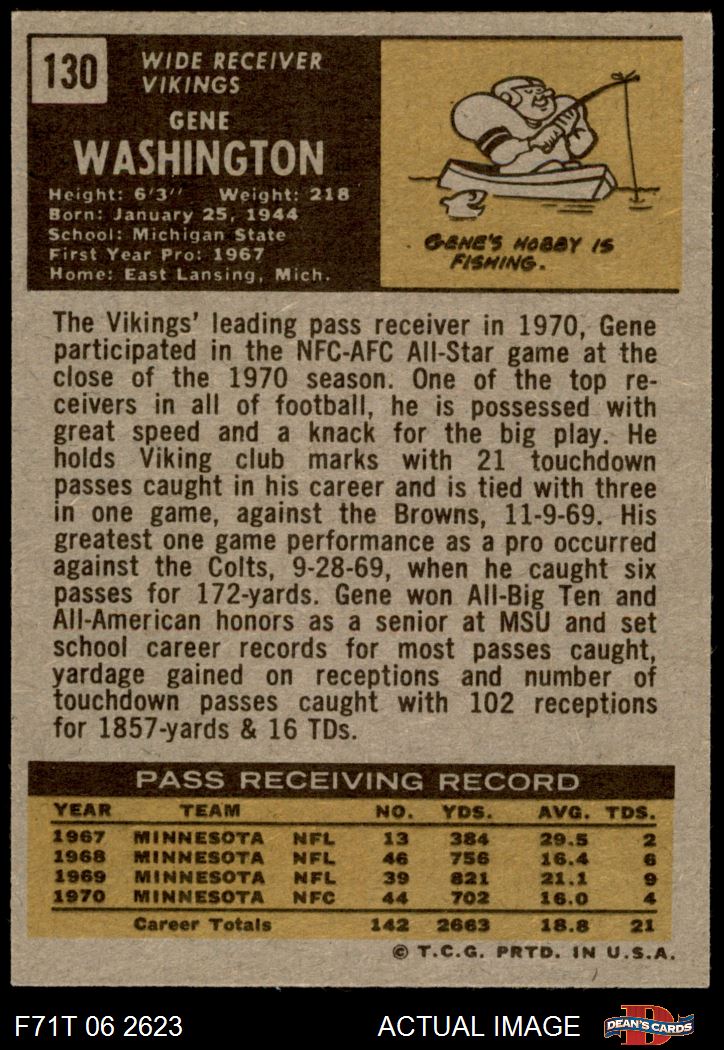 130
WIDE RECEIVER
VIKINGS
GENE
WASHINGTON
Height: 6'3" Weight: 218
Born: January 25, 1944
School: Michigan State
First Year Pro: 1967
Home: East Lansing, Mich.
GENE'S HOBBY IS
FISHING.
The Vikings' leading pass receiver in 1970, Gene
participated in the NFC-AFC All-Star game at the
close of the 1970 season. One of the top re-
ceivers in all of football, he is possessed with
great speed and a knack for the big play. He
holds Viking club marks with 21 touchdown
passes caught in his career and is tied with three
in one game, against the Browns, 11-9-69. His
greatest one game performance as a pro occurred
against the Colts, 9-28-69, when he caught six
passes for 172-yards. Gene won All-Big Ten and
All-American honors as a senior at MSU and set
school career records for most passes caught,
yardage gained on receptions and number of
touchdown passes caught with 102 receptions
for 1857-yards & 16 TDs.
PASS RECEIVING RECORD
YEAR TEAM NO. YDS. AVG. TDS.
1967 MINNESOTA NFL 13 384 29.5 2
1968 MINNESOTA NFL 46 756 16.4 6
1969 MINNESOTA NFL 39 821 21.1 9
1970 MINNESOTA NFC 44 702 16.0 4
Career Totals 142 2663 18.8 21
© T.C.G. PRTD. IN U.S.A.
F71T 06 2623 ACTUAL IMAGE
D
DEAN'S CARDS